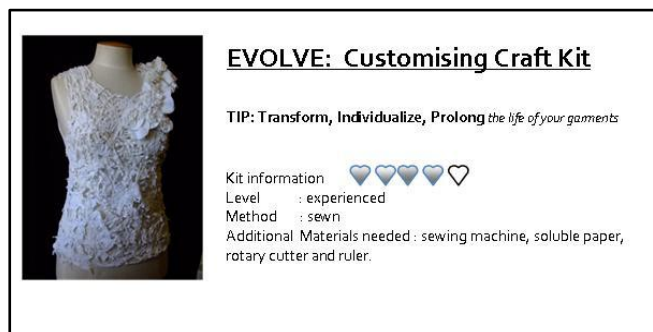 EVOLVE: Customising Craft Kit
TIP: Transform, Individualize, Prolong the life of your garments
Kit information
Level : experienced
Method : sewn
Additional Materials needed : sewing machine, soluble paper,
rotary cutter and ruler.